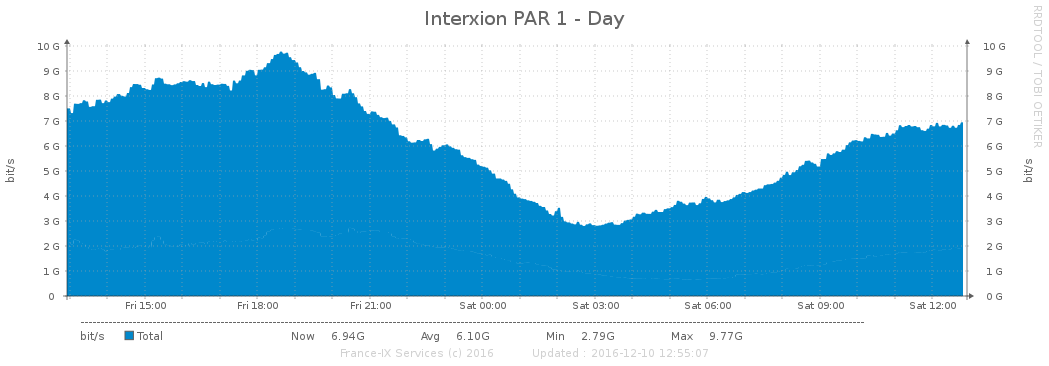 Interxion PAR 1 - Day
RRDTOOL / TOBI OETIKER
bit/s
10 G
9 G
8 G
7 G
6 G
5 G
4 G
3 G
2 G
1 G
0
10 G
9 G
8 G
7 G
6 G
5 G
4 G
3 G
2 G
1 G
0 G
bit/s
Fri 15:00 Fri 18:00 Fri 21:00 Sat 00:00 Sat 03:00 Sat 06:00 Sat 09:00 Sat 12:00
bit/s Total Now 6.94G Avg 6.10G Min 2.79G Max 9.77G
France-IX Services (c) 2016 Updated : 2016-12-10 12:55:07